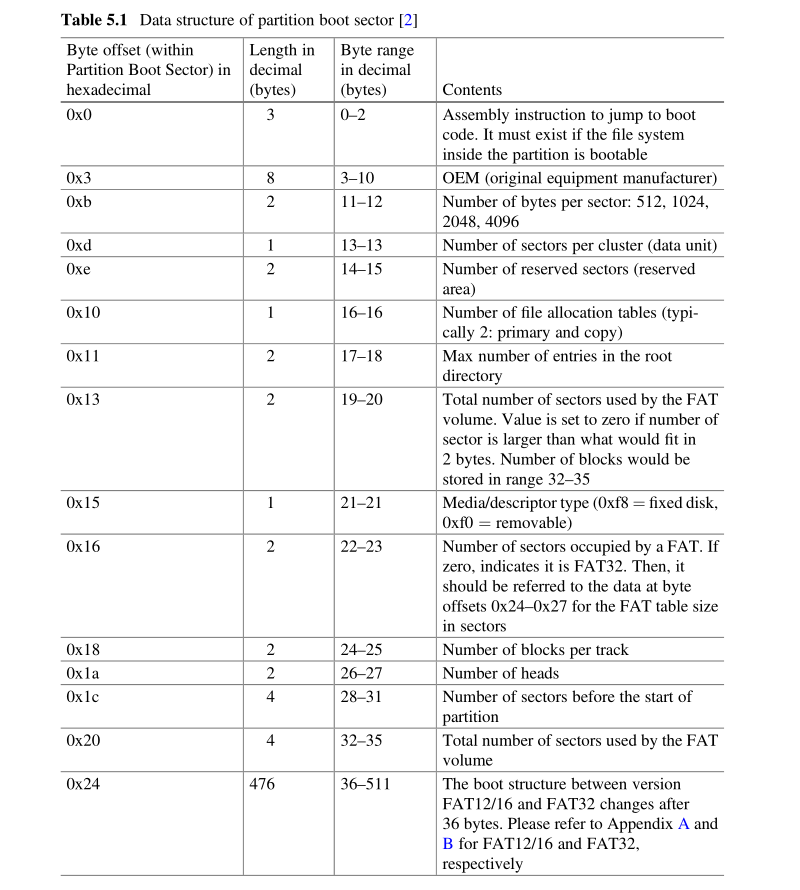 Table 5.1 Data structure of partition boot sector [2]
Byte offset (within
Partition Boot Sector) in
hexadecimal
Length in
decimal
(bytes)
Byte range
in decimal
(bytes)
Contents
0x0 3 0–2 Assembly instruction to jump to boot
code. It must exist if the file system
inside the partition is bootable
0x3 8 3–10 OEM (original equipment manufacturer)
0xb 2 11–12 Number of bytes per sector: 512, 1024,
2048, 4096
0xd 1 13–13 Number of sectors per cluster (data unit)
0xe 2 14–15 Number of reserved sectors (reserved
area)
0x10 1 16–16 Number of file allocation tables (typi-
cally 2: primary and copy)
0x11 2 17–18 Max number of entries in the root
directory
0x13 2 19–20 Total number of sectors used by the FAT
volume. Value is set to zero if number of
sector is larger than what would fit in
2 bytes. Number of blocks would be
stored in range 32–35
0x15 1 21–21 Media/descriptor type (0xf8 = fixed disk,
0xf0 = removable)
0x16 2 22–23 Number of sectors occupied by a FAT. If
zero, indicates it is FAT32. Then, it
should be referred to the data at byte
offsets 0x24–0x27 for the FAT table size
in sectors
0x18 2 24–25 Number of blocks per track
0x1a 2 26–27 Number of heads
0x1c 4 28–31 Number of sectors before the start of
partition
0x20 4 32–35 Total number of sectors used by the FAT
volume
0x24 476 36–511 The boot structure between version
FAT12/16 and FAT32 changes after
36 bytes. Please refer to Appendix A and
B for FAT12/16 and FAT32,
respectively